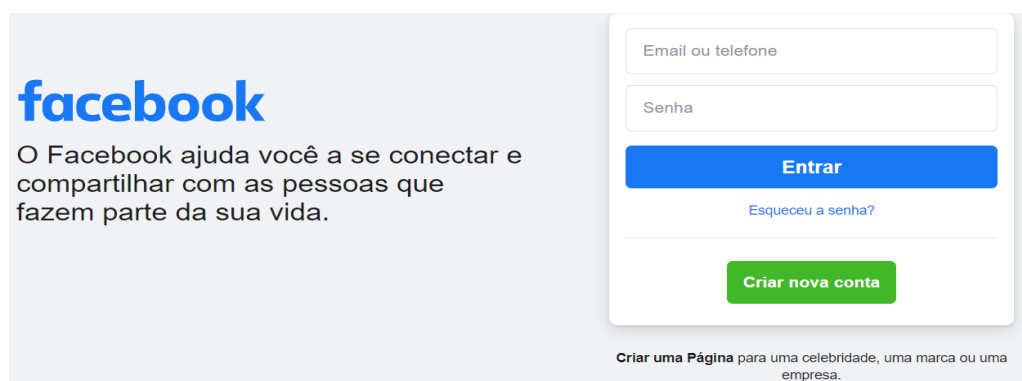 facebook
O Facebook ajuda você a se conectar e
compartilhar com as pessoas que
fazem parte da sua vida.
Email ou telefone
Senha
Entrar
Esqueceu a senha?
Criar nova conta
Criar uma Página para uma celebridade, uma marca ou uma
empresa.